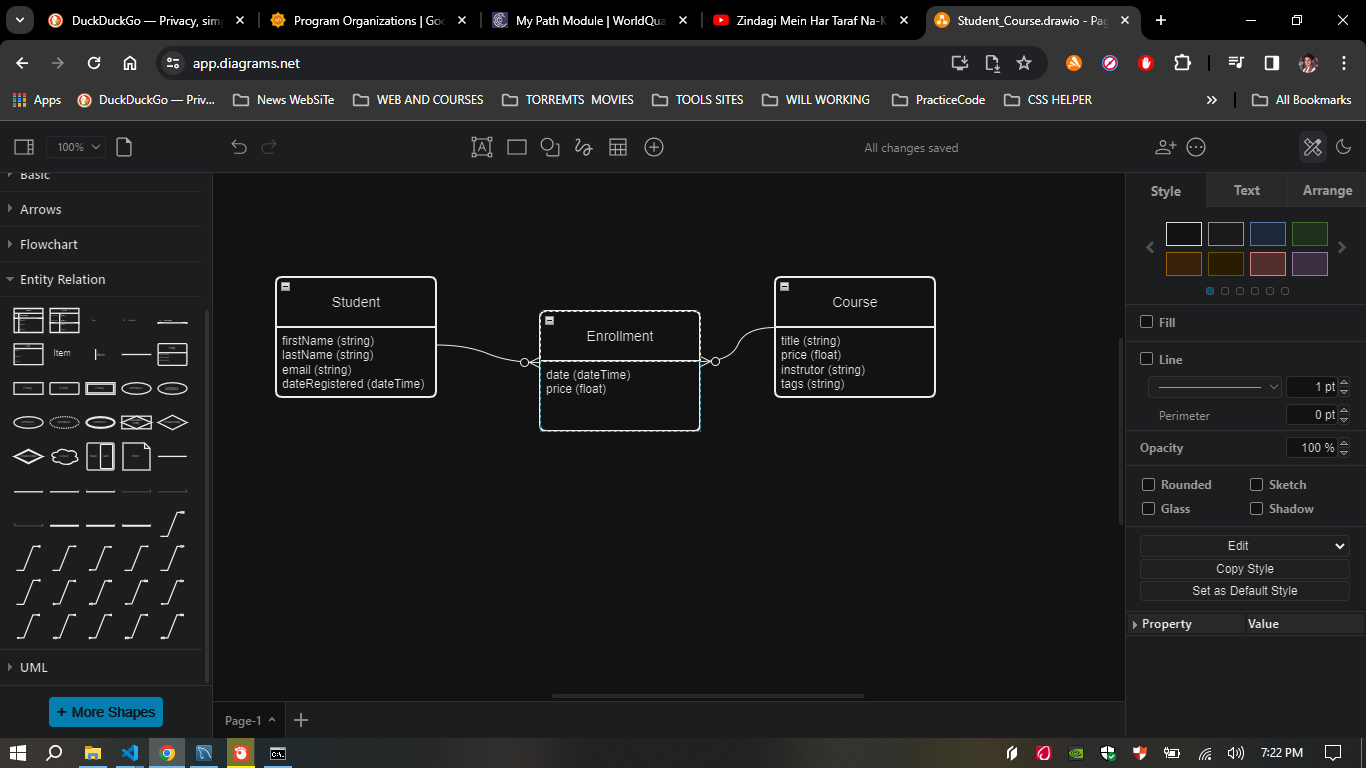 DuckDuckGo — Privacy, sim
Program Organizations | Goo
My Path Module | WorldQua
Zindagi Mein Har Taraf Na-K
Student_Course.drawio - Pag
app.diagrams.net
Apps
DuckDuckGo — Priv...
News WebSiTe
WEB AND COURSES
TORREMTS MOVIES
TOOLS SITES
WILL WORKING
PracticeCode
CSS HELPER
»
All Bookmarks
100%
All changes saved
Basic
Arrows
Flowchart
Entity Relation
Item
UML
+ More Shapes
Student
firstName (string)
lastName (string)
email (string)
dateRegistered (dateTime)
Enrollment
date (dateTime)
price (float)
Course
title (string)
price (float)
instrutor (string)
tags (string)
Style
Text
Arrange
Fill
Line
1 pt
Perimeter
0 pt
Opacity
100 %
Rounded
Sketch
Glass
Shadow
Edit
Copy Style
Set as Default Style
Property
Value
Page-1
7:22 PM